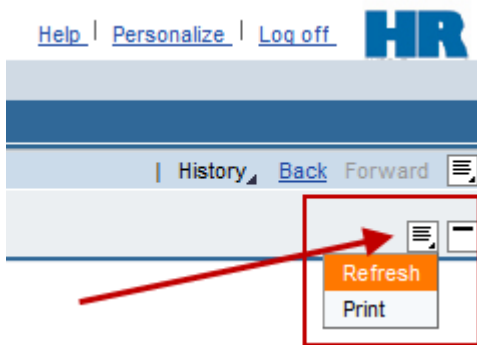 Help | Personalize | Log off HR
| History Back Forward
Refresh
Print